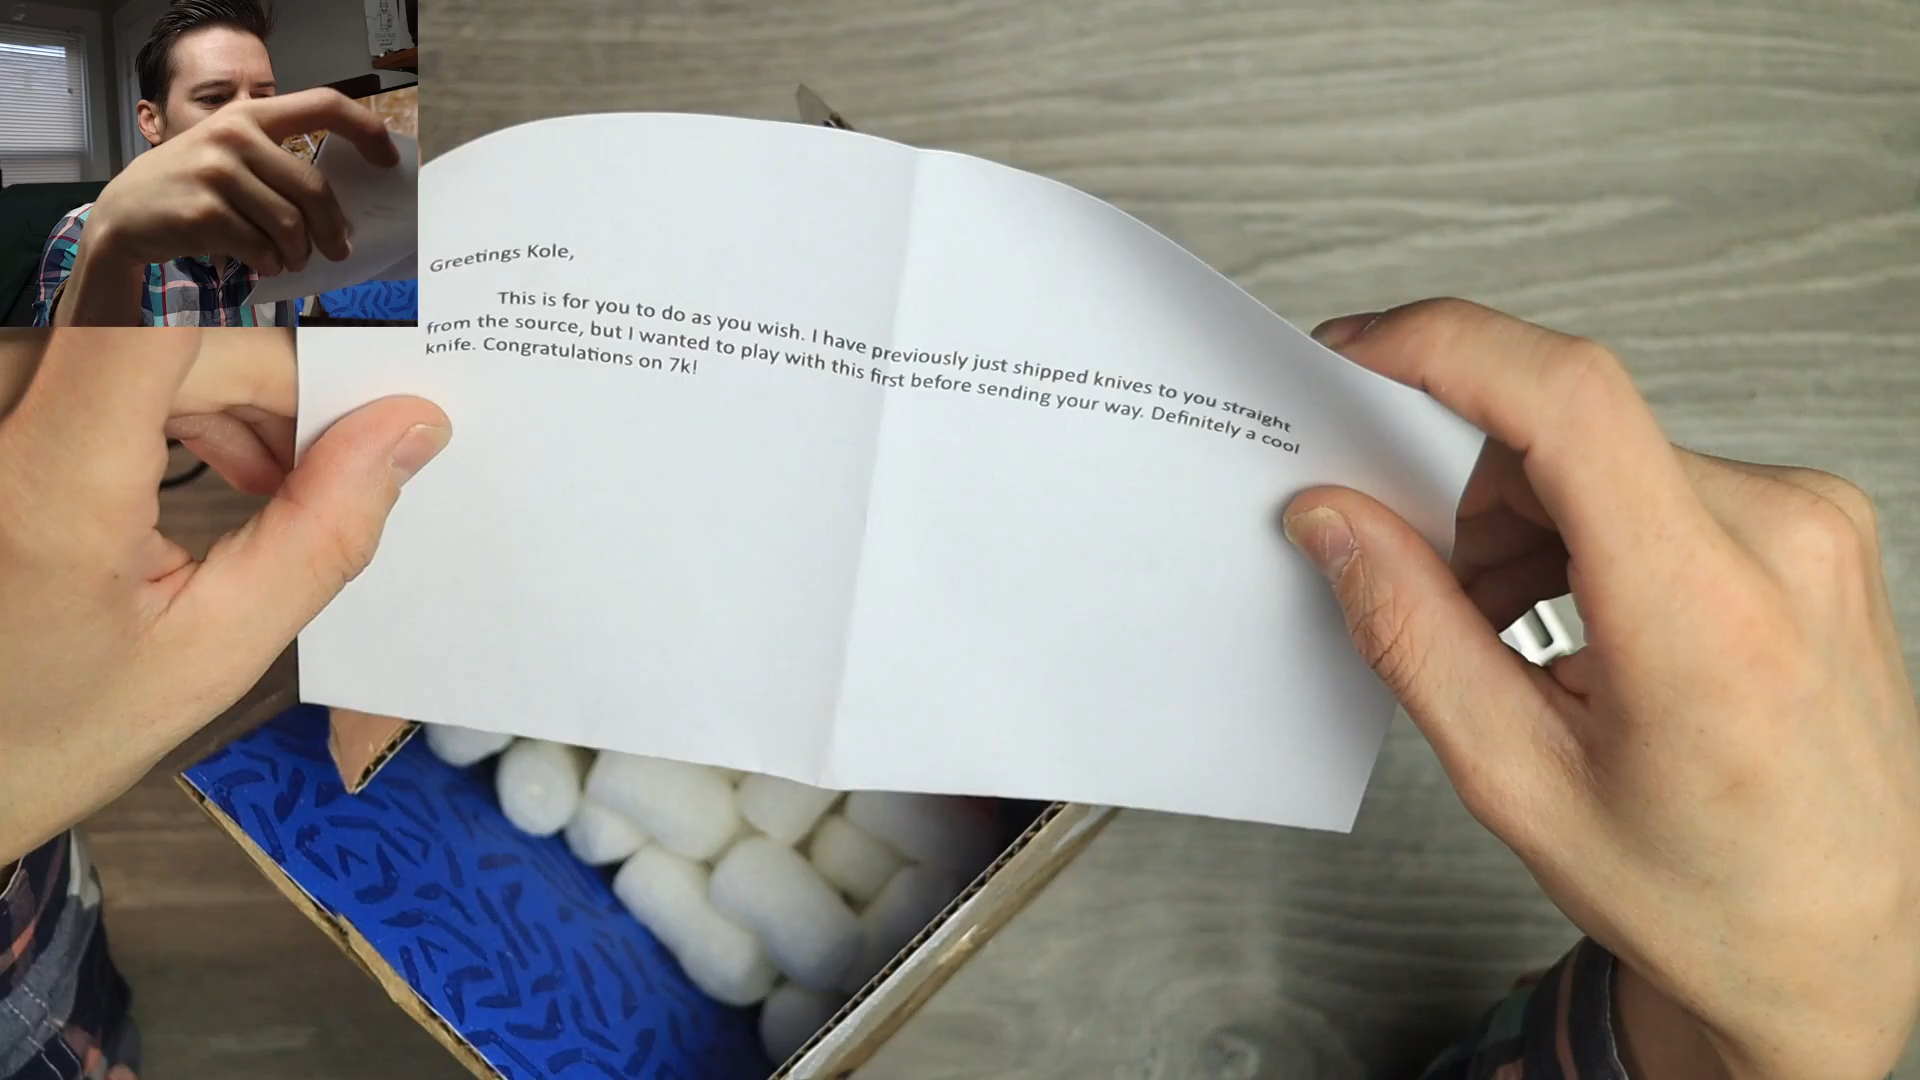 Greetings Kole,
This is for you to do as you wish. I have previously just shipped knives to you straight
from the source, but I wanted to play with this first before sending your way. Definitely a cool
knife. Congratulations on 7k!